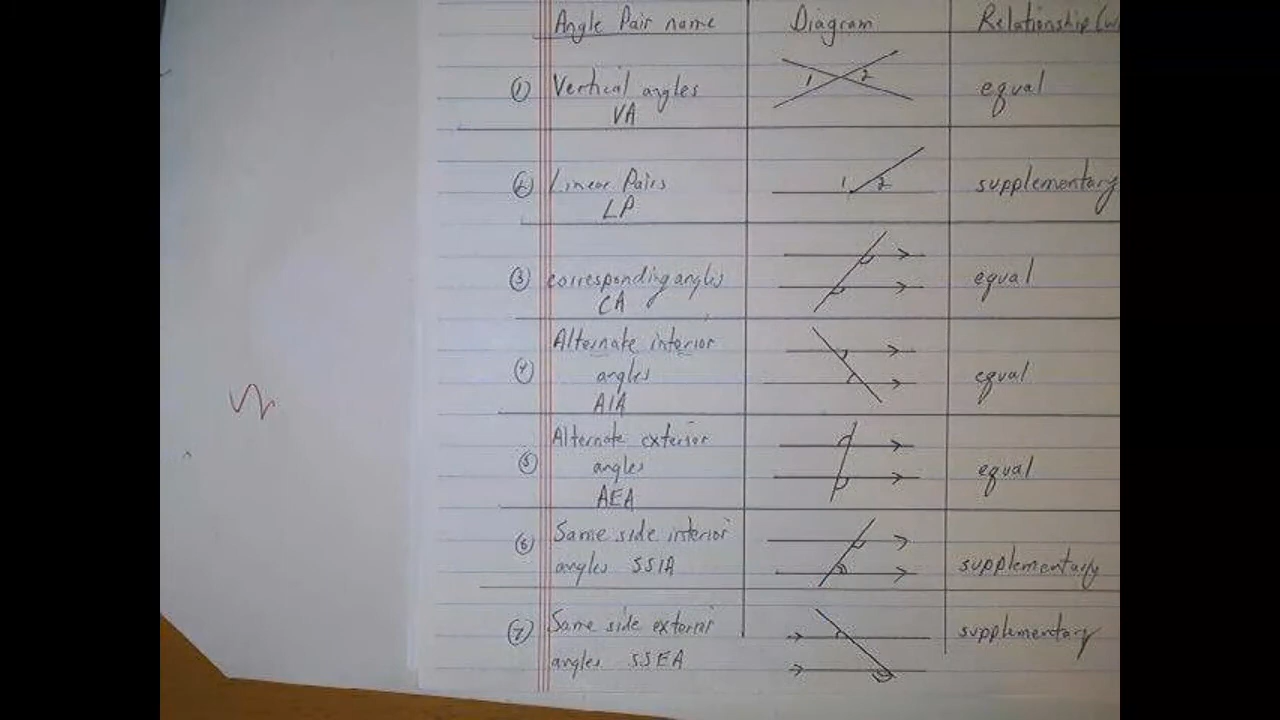 Angle Pair name Diagram Relationship
1 Vertical angles 1 2 equal
VA
2 Linear Pairs 1 2 supplementary
LP
3 corresponding angles equal
CA
Alternate interior
4 angles equal
AIA
Alternate exterior
5 angles equal
AEA
6 Same side interior
angles SSIA supplementary
7 Same side exterior supplementary
angles SSEA